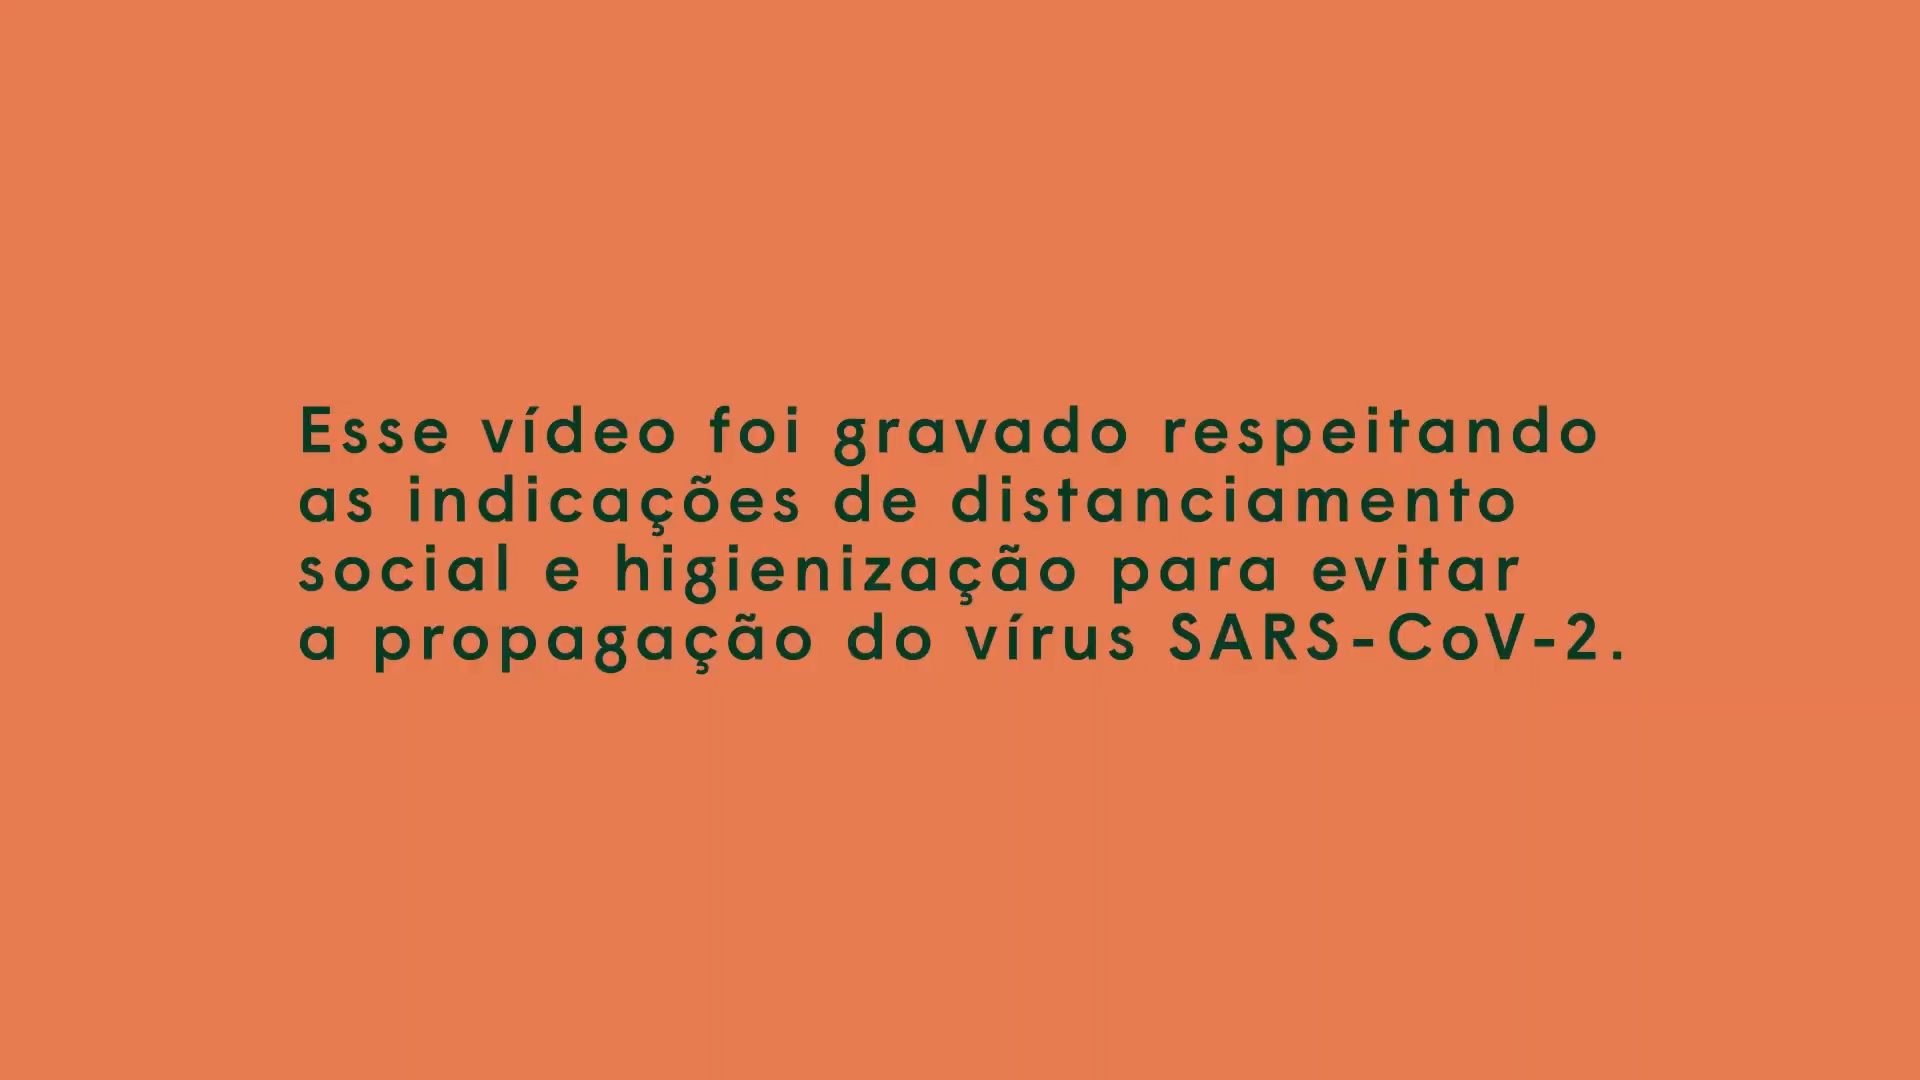 Esse vídeo foi gravado respeitando
as indicações de distanciamento
social e higienização para evitar
a propagação do vírus SARS-CoV-2.